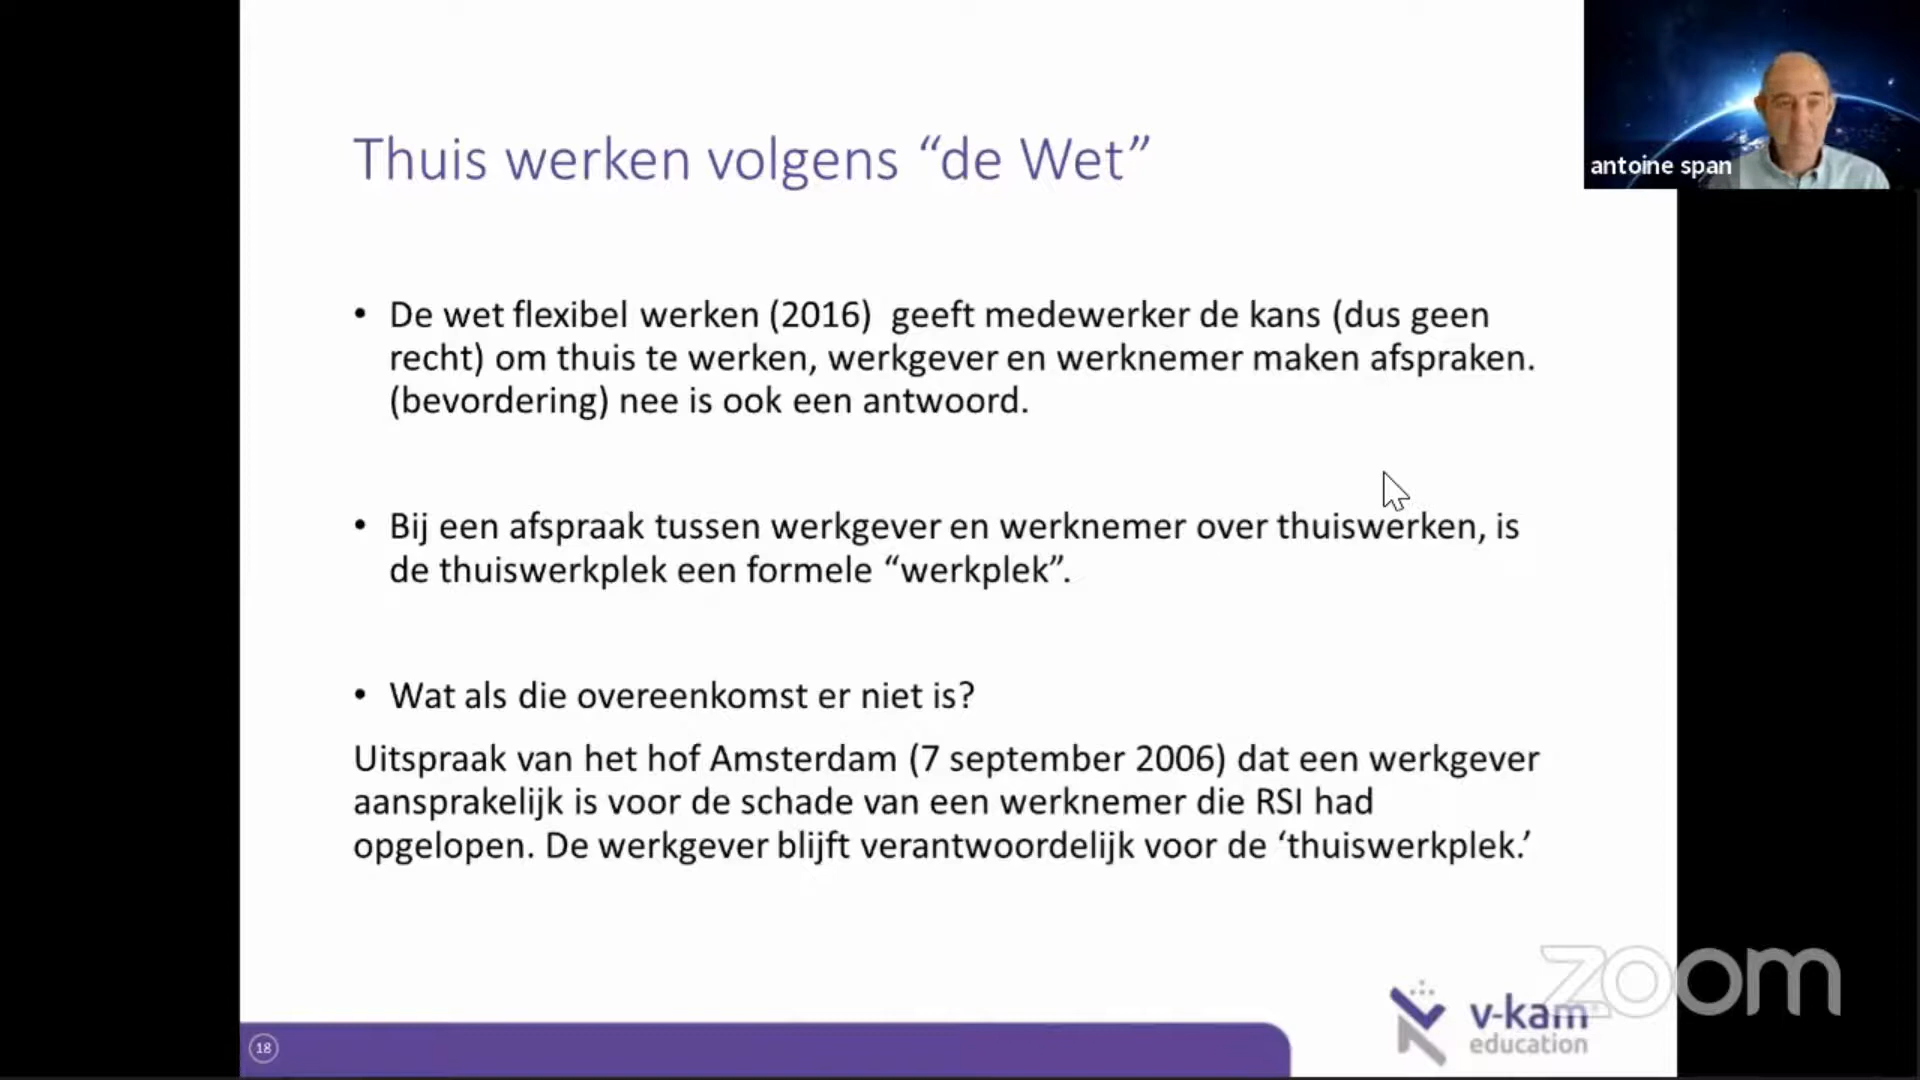 Thuis werken volgens “de Wet”
antoine span
• De wet flexibel werken (2016)  geeft medewerker de kans (dus geen
recht) om thuis te werken, werkgever en werknemer maken afspraken.
(bevordering) nee is ook een antwoord.
• Bij een afspraak tussen werkgever en werknemer over thuiswerken, is
de thuiswerkplek een formele “werkplek”.
• Wat als die overeenkomst er niet is?
Uitspraak van het hof Amsterdam (7 september 2006) dat een werkgever
aansprakelijk is voor de schade van een werknemer die RSI had
opgelopen. De werkgever blijft verantwoordelijk voor de ‘thuiswerkplek.’
zoom
v-kam
education
18